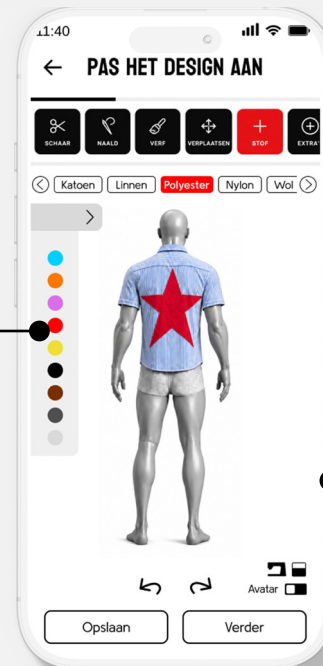 11:40
PAS HET DESIGN AAN
SCHAAR NAALD VERF VERPLAATSEN STOF EXTRA'
Katoen Linnen Polyester Nylon Wol
Avatar
Opslaan Verder